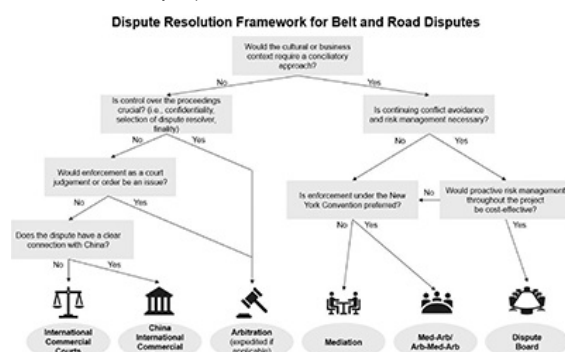 Dispute Resolution Framework for Belt and Road Disputes
Would the cultural or business
context require a conciliatory
approach?
No
Yes
Is control over the proceedings
crucial? (i.e., confidentiality,
selection of dispute resolver,
finality)
Is continuing conflict avoidance
and risk management necessary?
No
Yes
No
Yes
Would enforcement as a court
judgement or order be an issue?
Is enforcement under the New
York Convention preferred?
No
Would proactive risk management
throughout the project
be cost-effective?
No
Yes
Does the dispute have a clear
connection with China?
No
Yes
No
Yes
Yes
International
Commercial
Courts
China
International
Commercial
Arbitration
(expedited if
applicable)
Mediation
Med-Arb/
Arb-Med-Arb
Dispute
Board